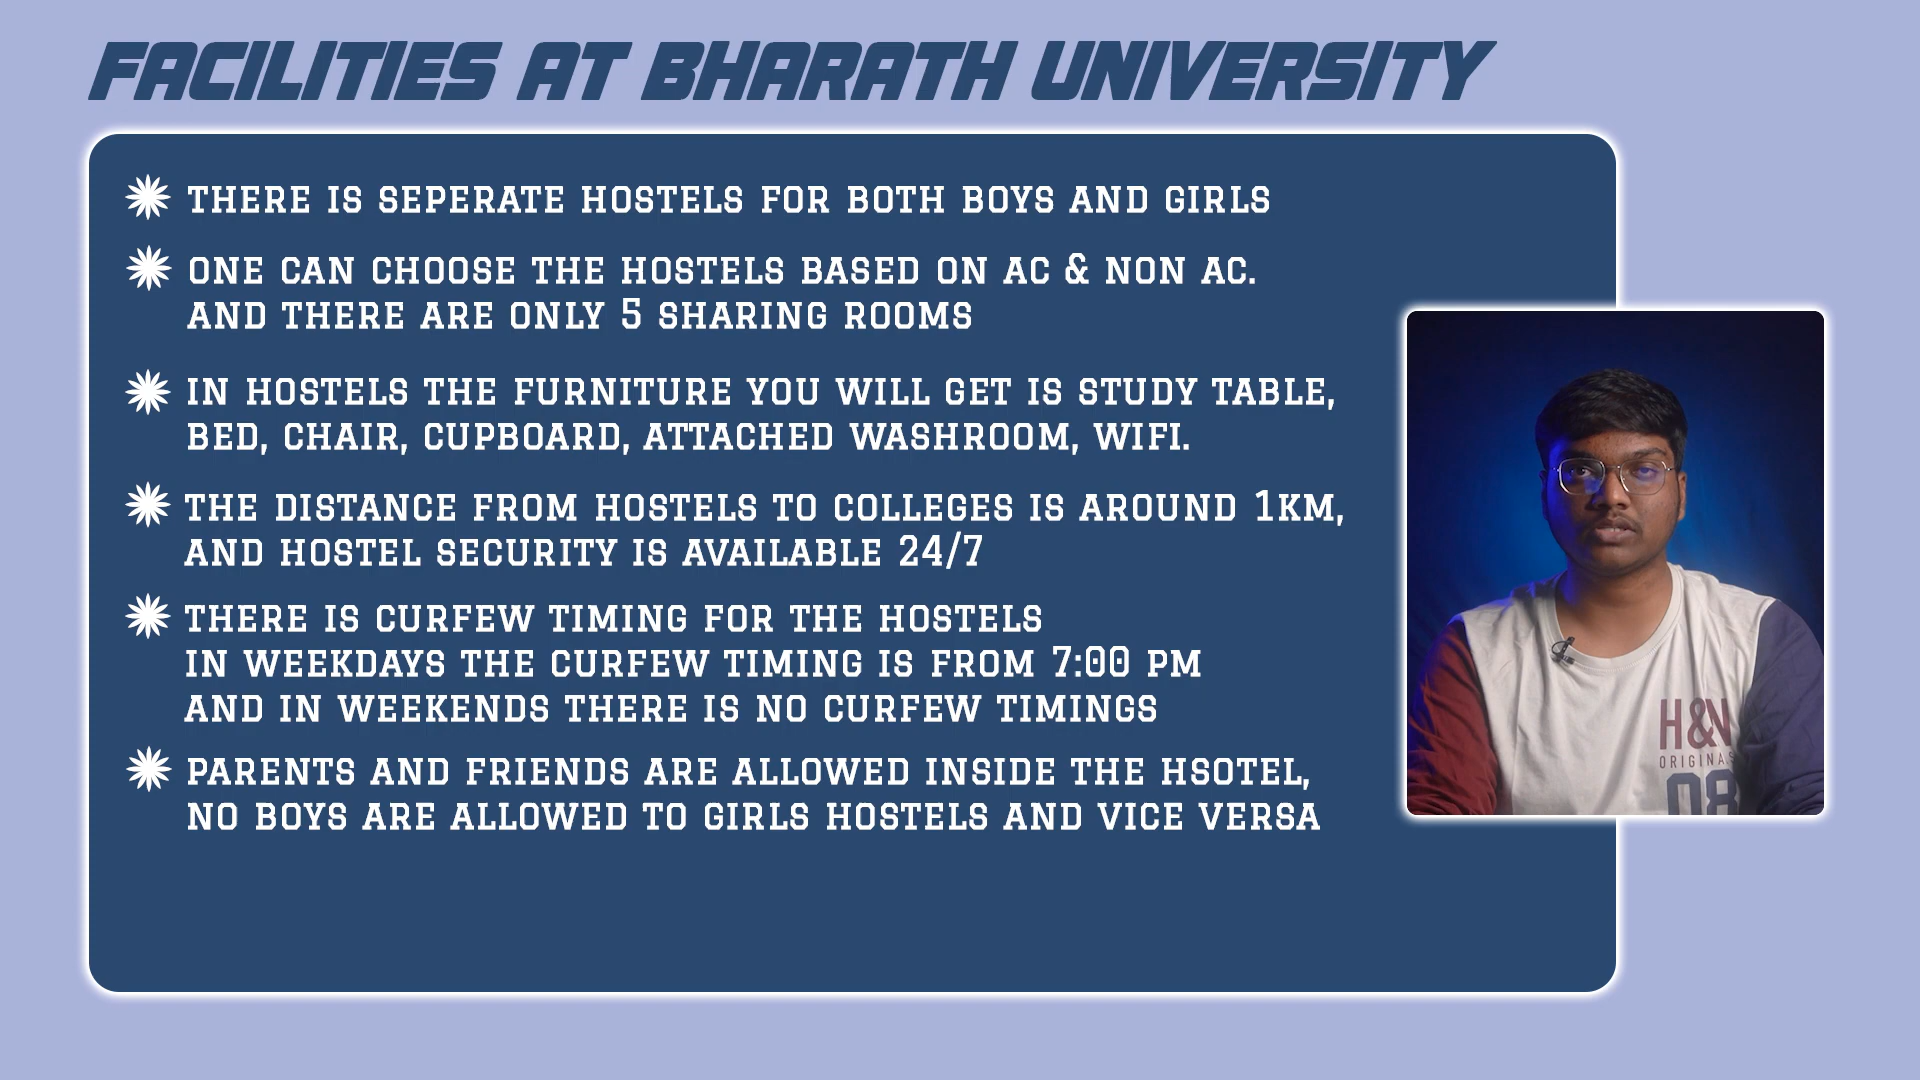 FACILITIES AT BHARATH UNIVERSITY
THERE IS SEPERATE HOSTELS FOR BOTH BOYS AND GIRLS
ONE CAN CHOOSE THE HOSTELS BASED ON AC & NON AC.
AND THERE ARE ONLY 5 SHARING ROOMS
IN HOSTELS THE FURNITURE YOU WILL GET IS STUDY TABLE,
BED, CHAIR, CUPBOARD, ATTACHED WASHROOM, WIFI.
THE DISTANCE FROM HOSTELS TO COLLEGES IS AROUND 1KM,
AND HOSTEL SECURITY IS AVAILABLE 24/7
THERE IS CURFEW TIMING FOR THE HOSTELS
IN WEEKDAYS THE CURFEW TIMING IS FROM 7:00 PM
AND IN WEEKENDS THERE IS NO CURFEW TIMINGS
PARENTS AND FRIENDS ARE ALLOWED INSIDE THE HSOTEL,
NO BOYS ARE ALLOWED TO GIRLS HOSTELS AND VICE VERSA
H&N
08